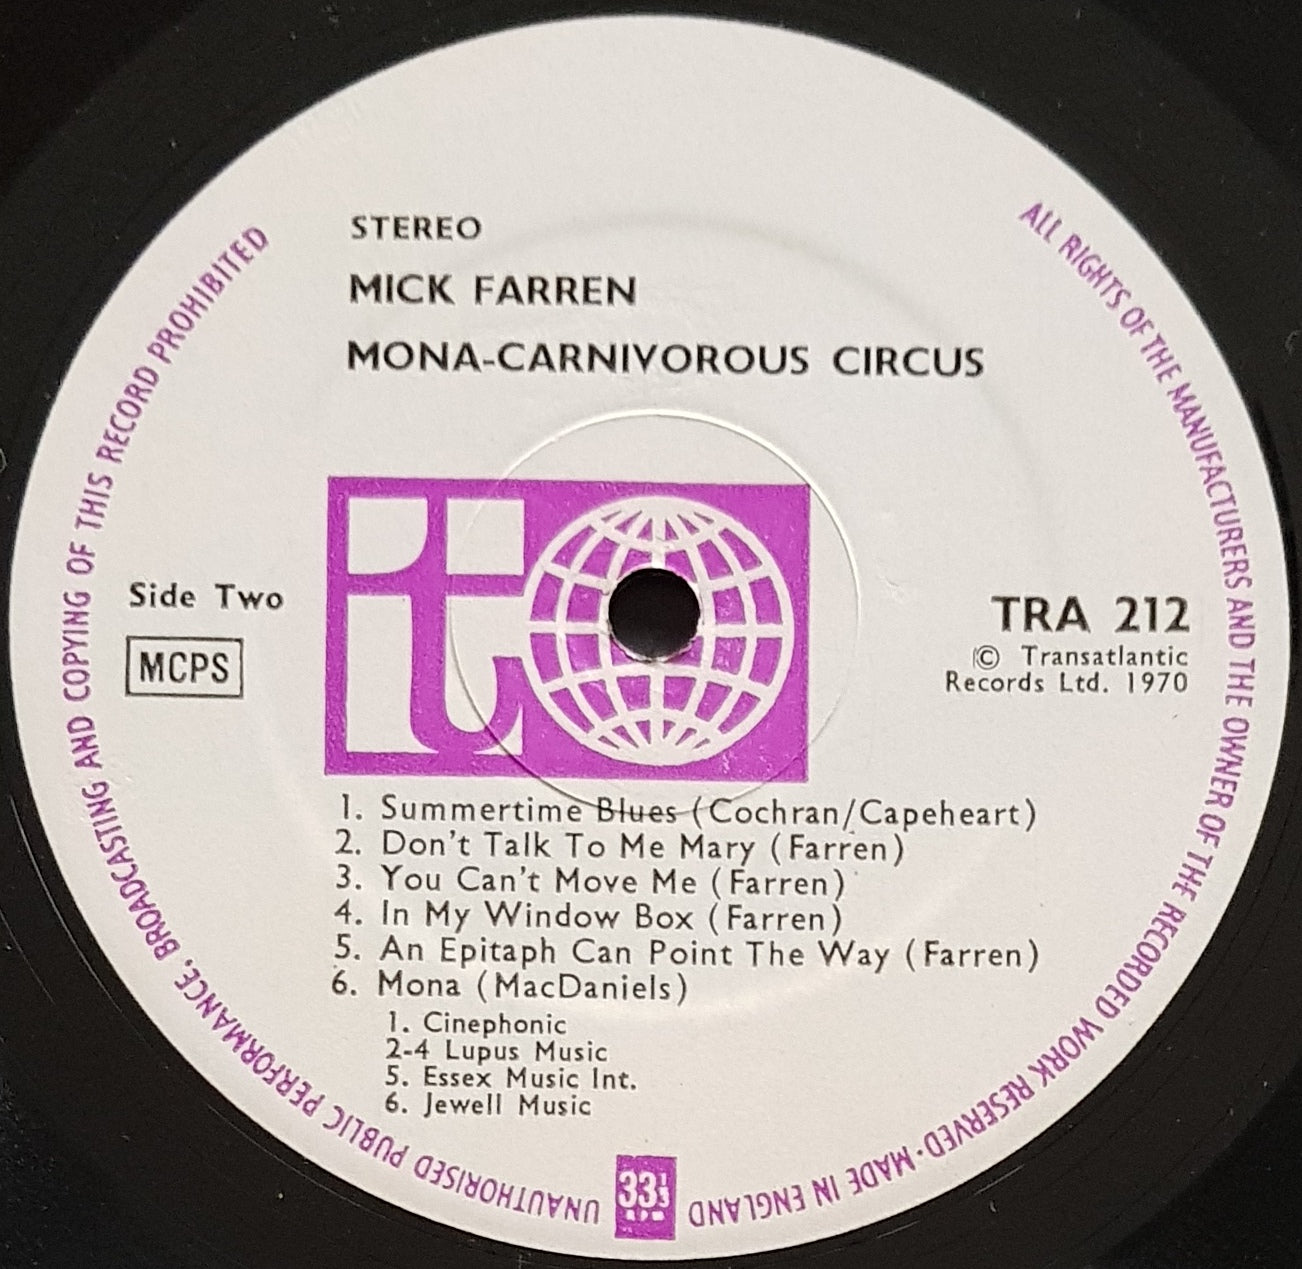 STEREO
MICK FARREN
MONA-CARNIVOROUS CIRCUS
it
Side Two
MCPS
TRA 212
© Transatlantic
Records Ltd. 1970
1. Summertime Blues (Cochran/Capeheart)
2. Don't Talk To Me Mary (Farren)
3. You Can't Move Me (Farren)
4. In My Window Box (Farren)
5. An Epitaph Can Point The Way (Farren)
6. Mona (MacDaniels)
1. Cinephonic
2-4 Lupus Music
5. Essex Music Int.
6. Jewell Music
ALL RIGHTS OF THE MANUFACTURERS AND THE OWNER OF THE RECORDED WORK RESERVED·MADE IN ENGLAND
33⅓
RPM
UNAUTHORISED PUBLIC PERFORMANCE, BROADCASTING AND COPYING OF THIS RECORD PROHIBITED